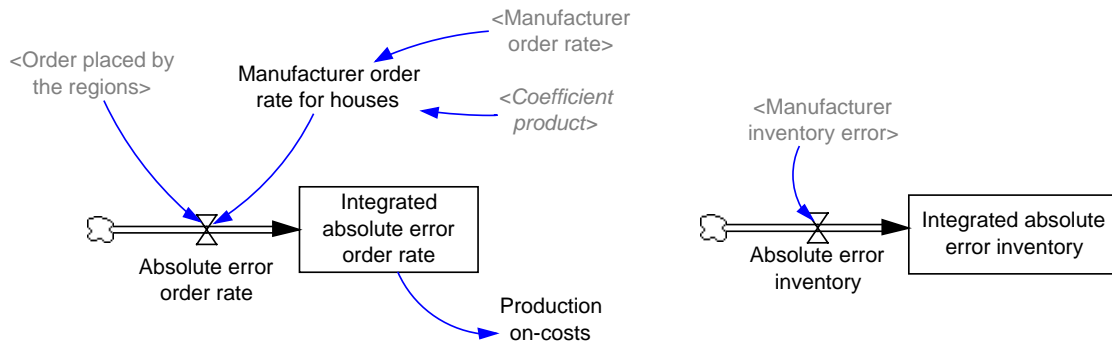 <Order placed by
the regions>
Manufacturer order
rate for houses
<Manufacturer
order rate>
<Coefficient
product>
Absolute error
order rate
Integrated
absolute error
order rate
Production
on-costs
<Manufacturer
inventory error>
Absolute error
inventory
Integrated absolute
error inventory